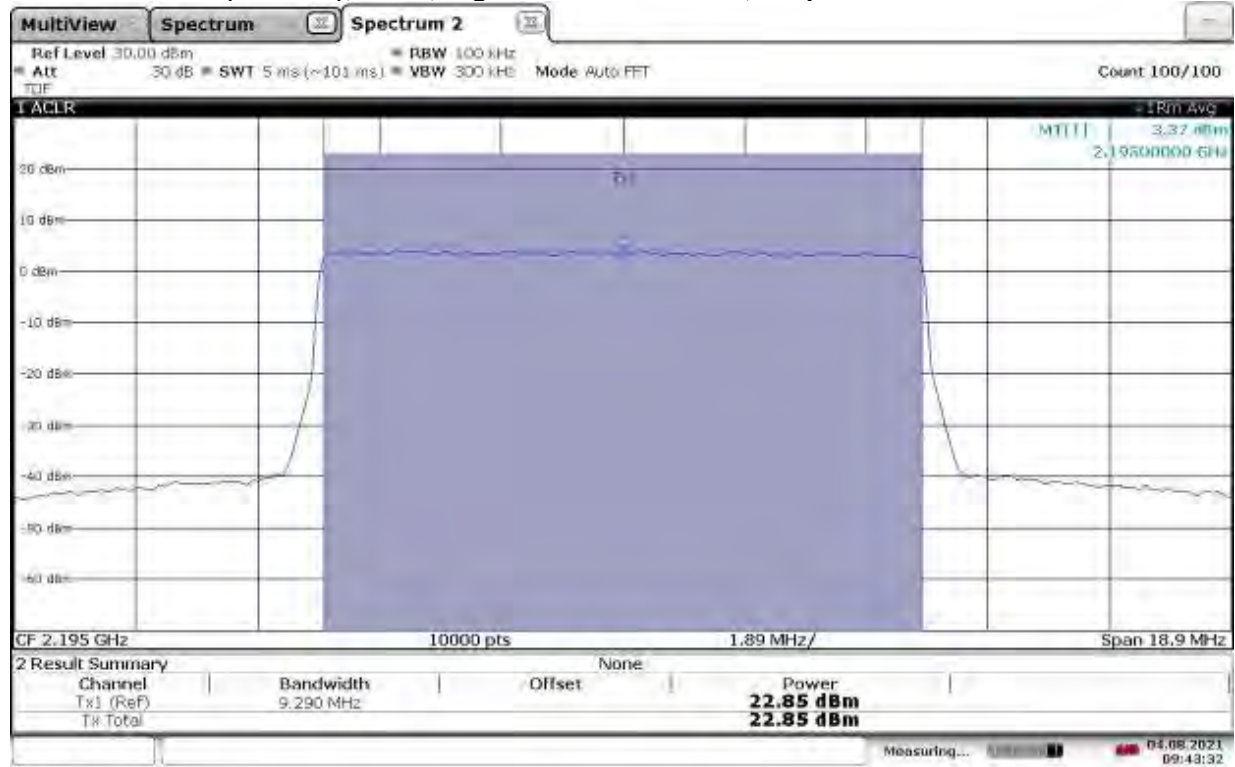 MultiView Spectrum Spectrum 2
Ref Level 30.00 dBm RBW 100 kHz
Att 30 dB SWT 5 ms (~101 ms) VBW 300 kHz Mode Auto FFT Count 100/100
TDF
1 ACLR 1Rm Avg
M1[1] 3.37 dBm
2.19500000 GHz
20 dBm
Tx1
10 dBm
0 dBm
-10 dBm
-20 dBm
-30 dBm
-40 dBm
-50 dBm
-60 dBm
CF 2.195 GHz 10000 pts 1.89 MHz/ Span 18.9 MHz
2 Result Summary None
Channel Bandwidth Offset Power
Tx1 (Ref) 9.290 MHz 22.85 dBm
Tx Total 22.85 dBm
Measuring... 04.08.2021
09:43:32